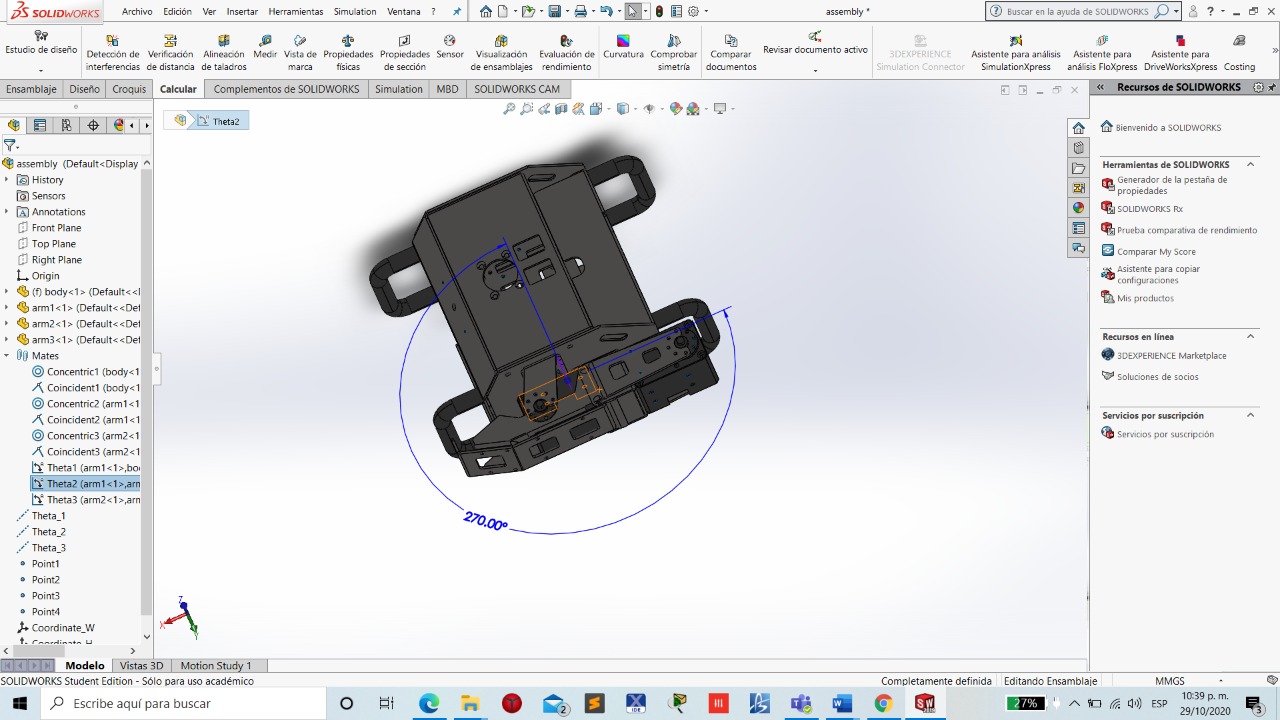 SOLIDWORKS
Archivo Edición Ver Insertar Herramientas Simulation Ventana ?
assembly *
Buscar en la ayuda de SOLIDWORKS
Estudio de diseño
Detección de interferencias
Verificación de distancia
Alineación de
Medir
Vista de marca
Propiedades físicas
Propiedades de sección
Sensor
Visualización de ensamblajes
Evaluación de rendimiento
Curvatura
Comprobar simetría
Comparar documentos
Revisar documento activo
3DEXPERIENCE Simulation Connector
Asistente para análisis SimulationXpress
Asistente para análisis FloXpress
Asistente para DriveWorksXpress
Costing
Ensamblaje Diseño Croquis Calcular Complementos de SOLIDWORKS Simulation MBD SOLIDWORKS CAM
Theta2
assembly (Default<Display
History
Sensors
Annotations
Front Plane
Top Plane
Right Plane
Origin
(f) body<1> (Default<<D
arm1<1> (Default<<Def
arm2<1> (Default<<Def
arm3<1> (Default<<Def
Mates
Concentric1 (body<1
Coincident1 (body<1
Concentric2 (arm1<1
Coincident2 (arm1<1
Concentric3 (arm2<1
Coincident3 (arm2<1
Theta1 (arm1<1>,bo
Theta2 (arm1<1>,arm
Theta3 (arm2<1>,arm
Theta_1
Theta_2
Theta_3
Point1
Point2
Point3
Point4
Coordinate_W
270.00°
Z
X
Y
Recursos de SOLIDWORKS
Bienvenido a SOLIDWORKS
Herramientas de SOLIDWORKS
Generador de la pestaña de propiedades
SOLIDWORKS Rx
Prueba comparativa de rendimiento
Comparar My Score
Asistente para copiar configuraciones
Mis productos
Recursos en línea
3DEXPERIENCE Marketplace
Soluciones de socios
Servicios por suscripción
Servicios por suscripción
Modelo Vistas 3D Motion Study 1
SOLIDWORKS Student Edition - Sólo para uso académico
Completamente definida Editando Ensamblaje MMGS
Escribe aquí para buscar
27%
ESP
10:39 p. m.
29/10/2020